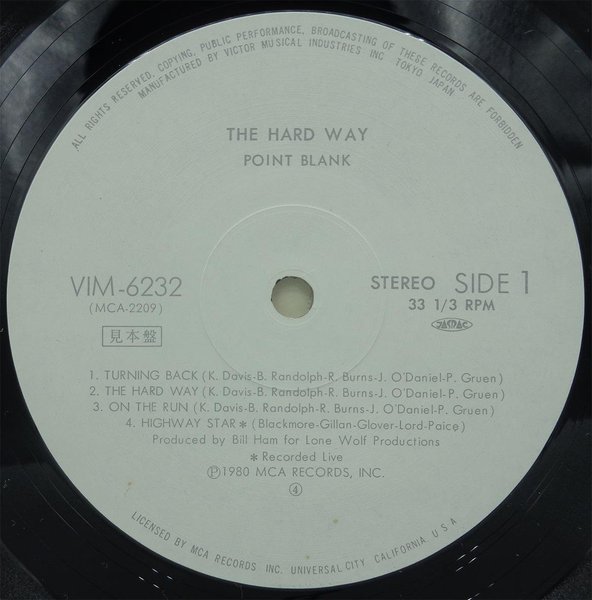 ALL RIGHTS RESERVED. COPYING, PUBLIC PERFORMANCE, BROADCASTING OF THESE RECORDS ARE FORBIDDEN
MANUFACTURED BY VICTOR MUSICAL INDUSTRIES INC. TOKYO JAPAN.
THE HARD WAY
POINT BLANK
VIM-6232
(MCA-2209)
見本盤
STEREO SIDE 1
33 1/3 RPM
JASRAC
1. TURNING BACK (K. Davis-B. Randolph-R. Burns-J. O'Daniel-P. Gruen)
2. THE HARD WAY (K. Davis-B. Randolph-R. Burns-J. O'Daniel-P. Gruen)
3. ON THE RUN (K. Davis-B. Randolph-R. Burns-J. O'Daniel-P. Gruen)
4. HIGHWAY STAR * (Blackmore-Gillan-Glover-Lord-Paice)
Produced by Bill Ham for Lone Wolf Productions
* Recorded Live
Ⓟ1980 MCA RECORDS, INC.
④
LICENSED BY MCA RECORDS INC. UNIVERSAL CITY, CALIFORNIA, U.S.A